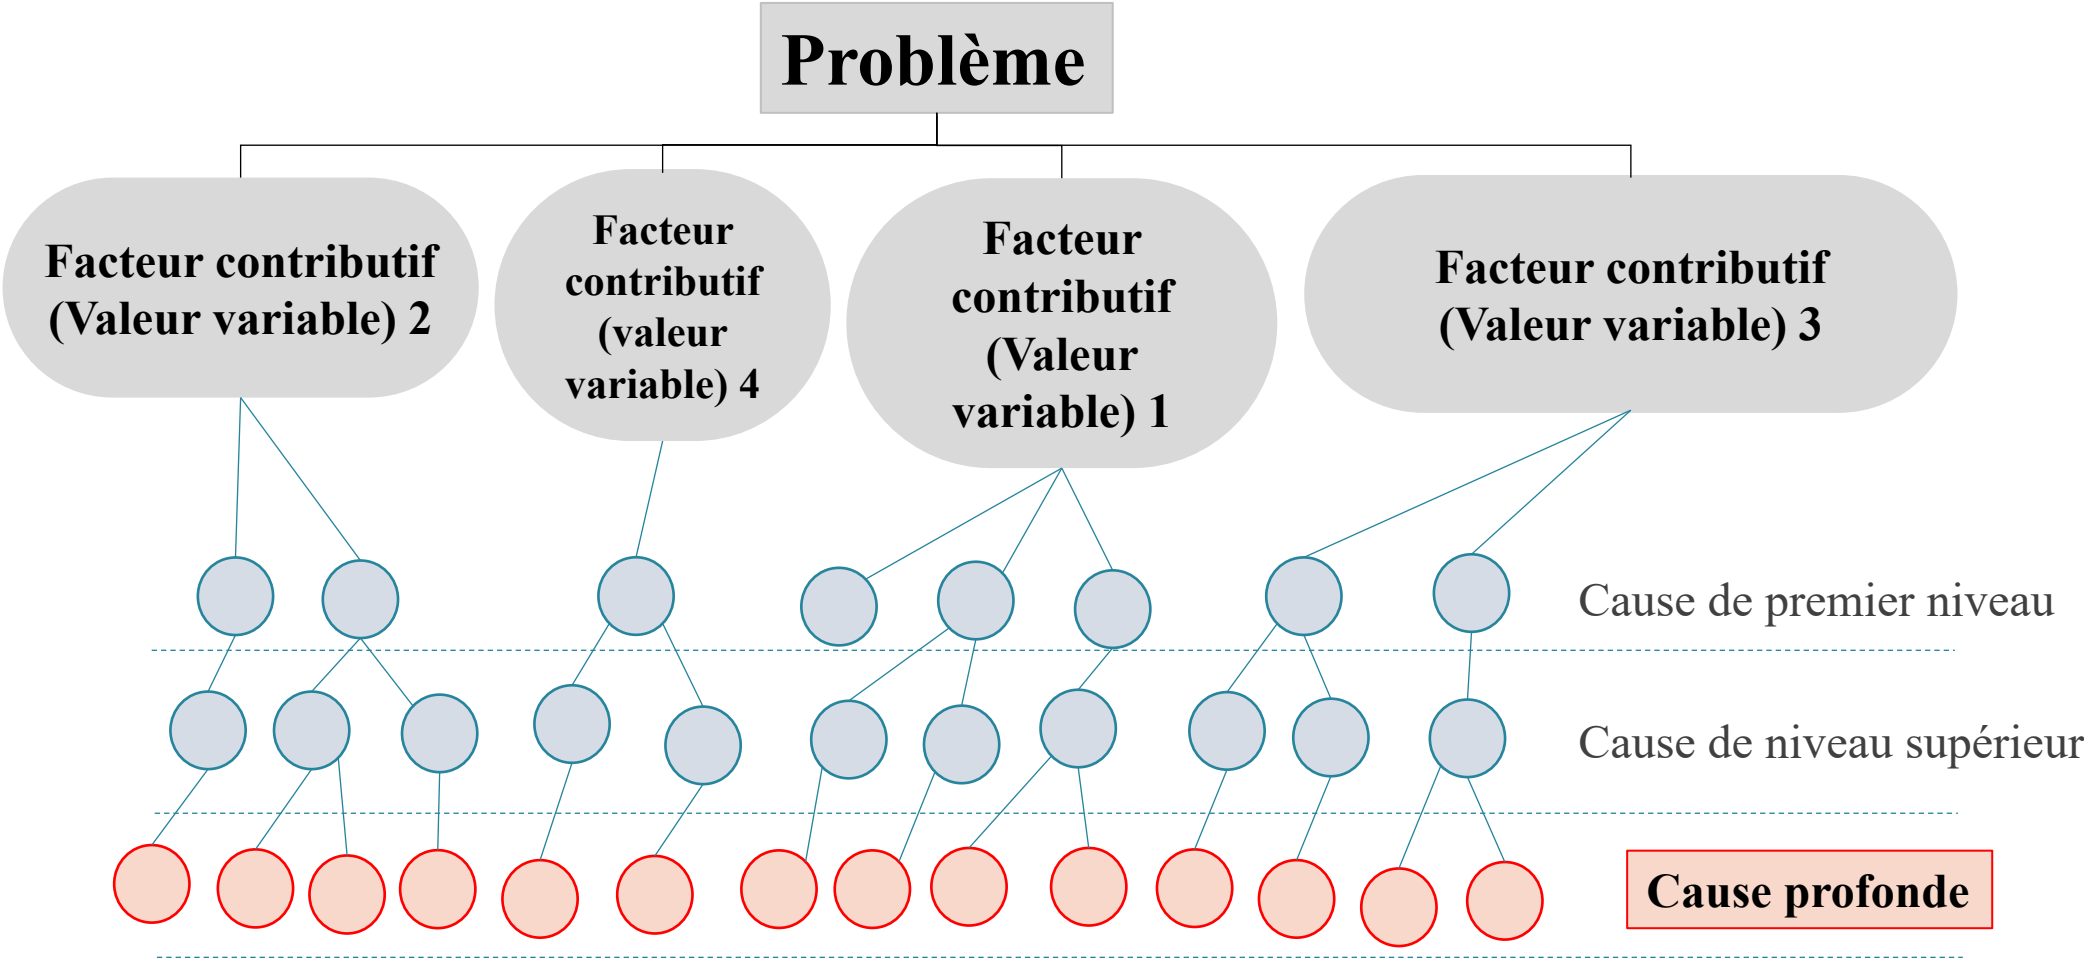 Problème
Facteur contributif
(Valeur variable) 2
Facteur
contributif
(valeur
variable) 4
Facteur
contributif
(Valeur
variable) 1
Facteur contributif
(Valeur variable) 3
Cause de premier niveau
Cause de niveau supérieur
Cause profonde